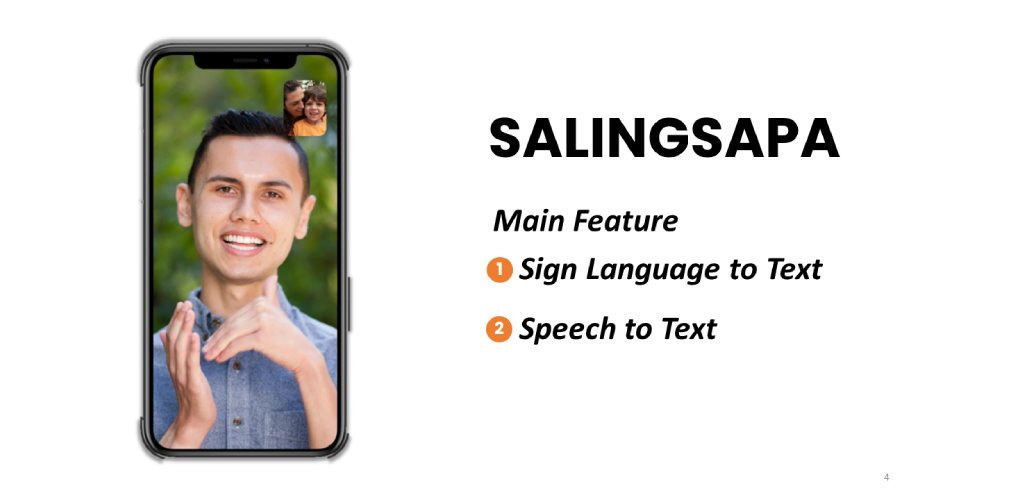 SALINGSAPA
Main Feature
1 Sign Language to Text
2 Speech to Text
4